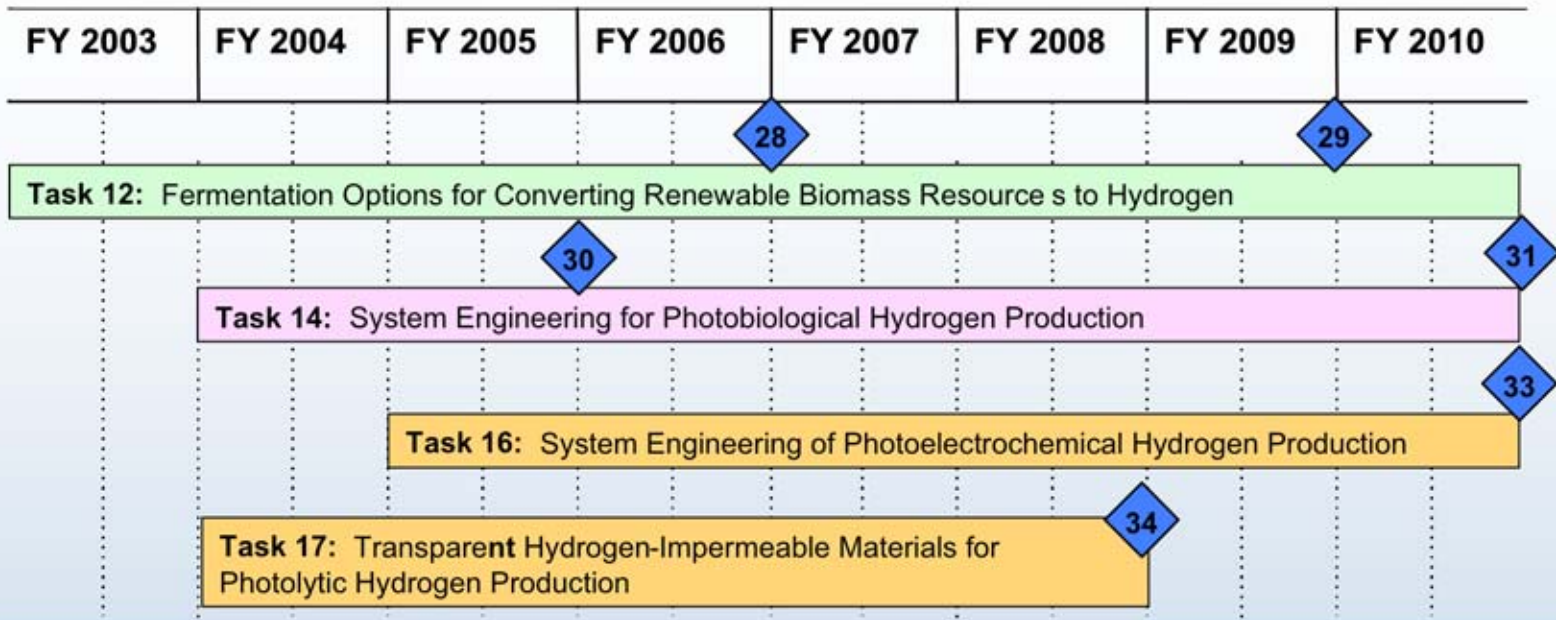 FY 2003 FY 2004 FY 2005 FY 2006 FY 2007 FY 2008 FY 2009 FY 2010
28 29
Task 12: Fermentation Options for Converting Renewable Biomass Resource s to Hydrogen
30 31
Task 14: System Engineering for Photobiological Hydrogen Production
33
Task 16: System Engineering of Photoelectrochemical Hydrogen Production
34
Task 17: Transparent Hydrogen-Impermeable Materials for
Photolytic Hydrogen Production